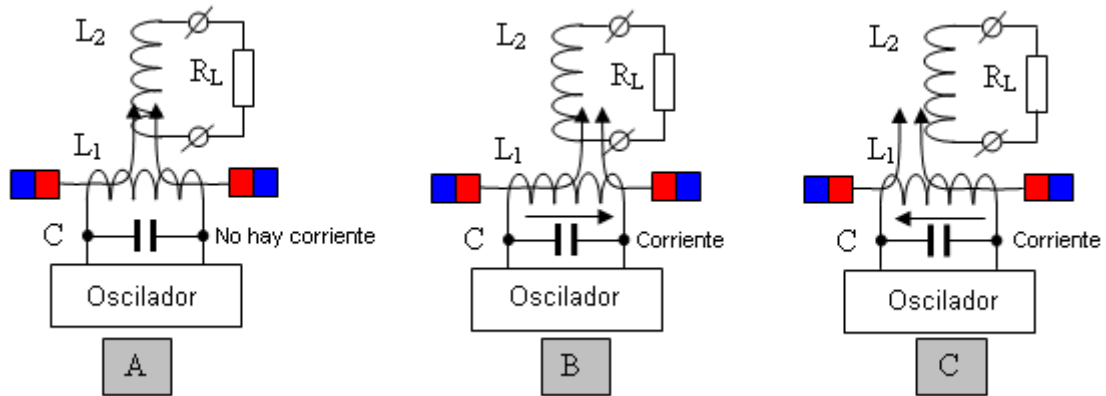 L2
RL
L1
C
No hay corriente
Oscilador
A
L2
RL
L1
C
Corriente
Oscilador
B
L2
RL
L1
C
Corriente
Oscilador
C